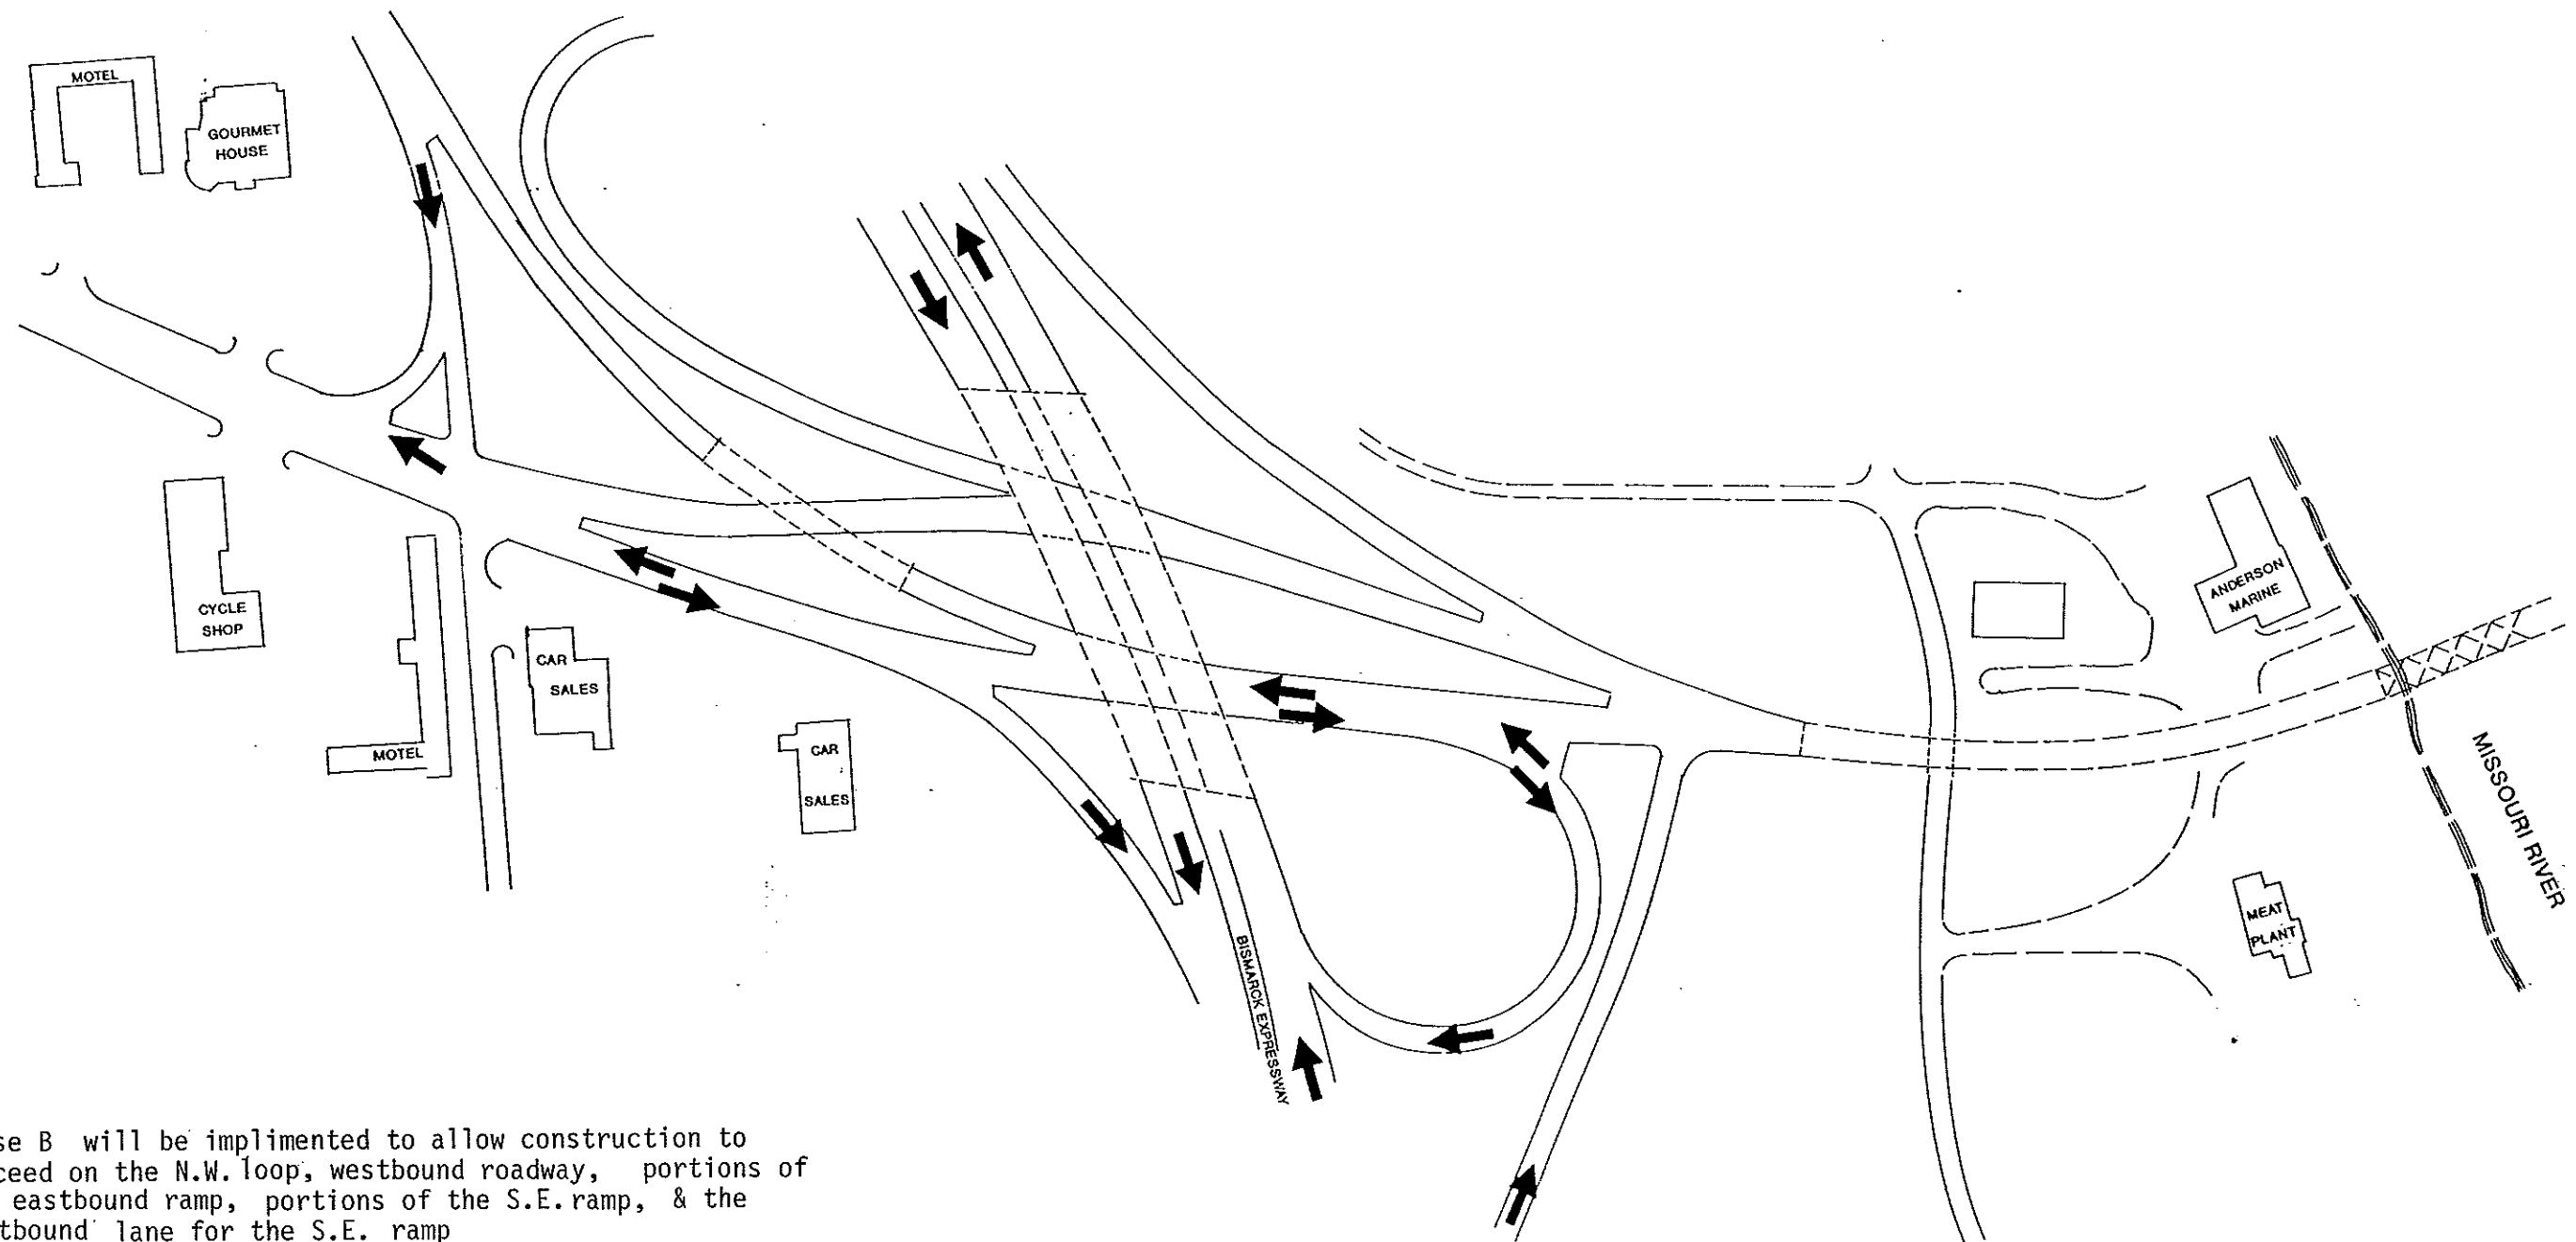 MOTEL
GOURMET
HOUSE
CYCLE
SHOP
CAR
SALES
MOTEL
CAR
SALES
BISMARCK EXPRESSWAY
ANDERSON
MARINE
MISSOURI RIVER
MEAT
PLANT
se B will be implimented to allow construction to
ceed on the N.W. loop, westbound roadway, portions of
eastbound ramp, portions of the S.E. ramp, & the
tbound lane for the S.E. ramp